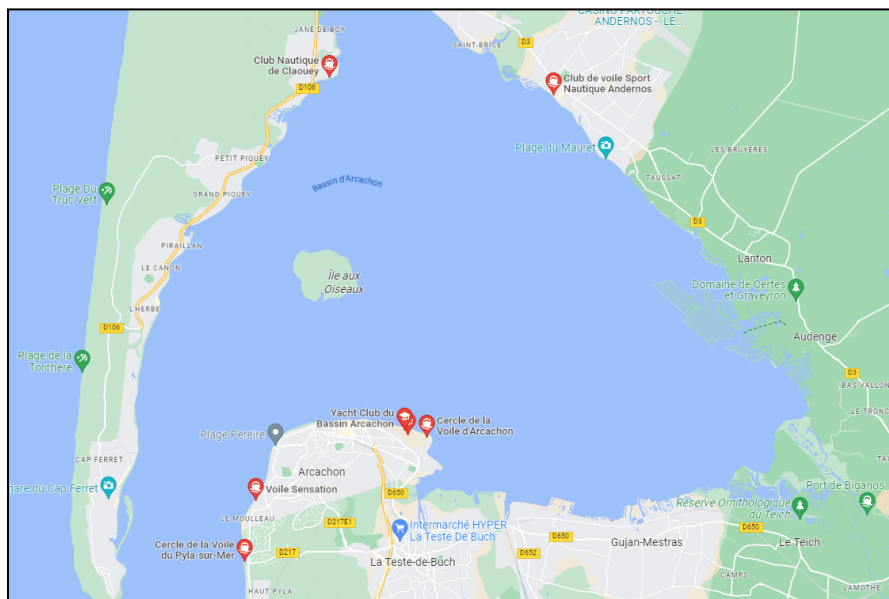 CASINO PARTOUCHE
ANDERNOS - LE...
JANE DE BOY
D3
SAINT-BRICE
Club Nautique
de Claouey
D106
Club de voile Sport
Nautique Andernos
Plage du Mauret
LES BRUYÈRES
PETIT PIQUEY
TAUSSAT
Bassin d'Arcachon
Plage Du
Truc Vert
GRAND PIQUEY
D3
PIRAILLAN
LE CANON
Lanton
Île aux
Oiseaux
Domaine de Certes
et Graveyron
L'HERBE
D106
Audenge
Plage de la
Torchère
D3
BAS VALLON
Yacht Club du
Bassin Arcachon
Cercle de la
Voile d'Arcachon
LE TRONC
Plage Pereire
CAP FERRET
Arcachon
Phare du Cap Ferret
Voile Sensation
D650
Port de Biganos
Réserve Ornithologique
du Teich
LE MOULLEAU
D217E1
Intermarché HYPER
La Teste De Buch
D650
D650
Cercle de la Voile
du Pyla-sur-Mer
D217
D652
Gujan-Mestras
Le Teich
La Teste-de-Buch
CAMPS
LAMOTHE
HAUT PYLA